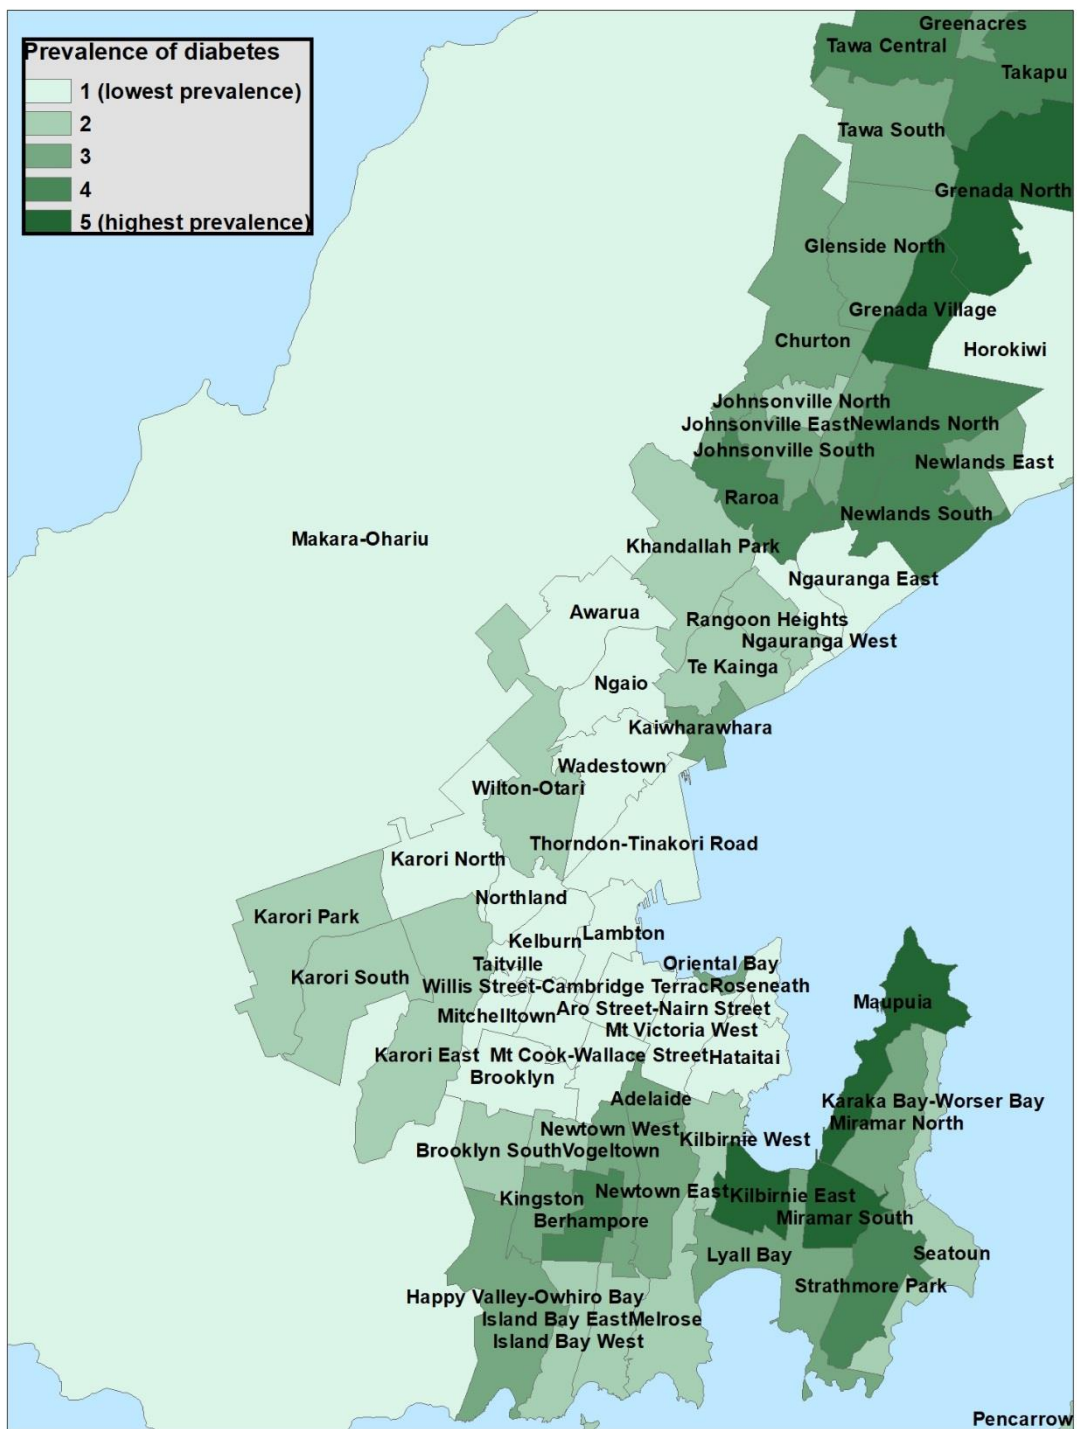 Prevalence of diabetes
1 (lowest prevalence)
2
3
4
5 (highest prevalence)
Greenacres
Tawa Central
Takapu
Tawa South
Grenada North
Glenside North
Grenada Village
Churton
Horokiwi
Johnsonville North
Johnsonville East
Newlands North
Johnsonville South
Newlands East
Raroa
Newlands South
Makara-Ohariu
Khandallah Park
Ngauranga East
Awarua
Rangoon Heights
Ngauranga West
Te Kainga
Ngaio
Kaiwharawhara
Wadestown
Wilton-Otari
Thorndon-Tinakori Road
Karori North
Northland
Karori Park
Lambton
Kelburn
Taitville
Oriental Bay
Karori South
Willis Street-Cambridge Terrac
Roseneath
Maupuia
Aro Street-Nairn Street
Mitchelltown
Mt Victoria West
Karori East
Mt Cook-Wallace Street
Hataitai
Brooklyn
Adelaide
Karaka Bay-Worser Bay
Miramar North
Newtown West
Kilbirnie West
Brooklyn South
Vogeltown
Newtown East
Kilbirnie East
Kingston
Miramar South
Berhampore
Lyall Bay
Seatoun
Strathmore Park
Happy Valley-Owhiro Bay
Island Bay East
Melrose
Island Bay West
Pencarrow